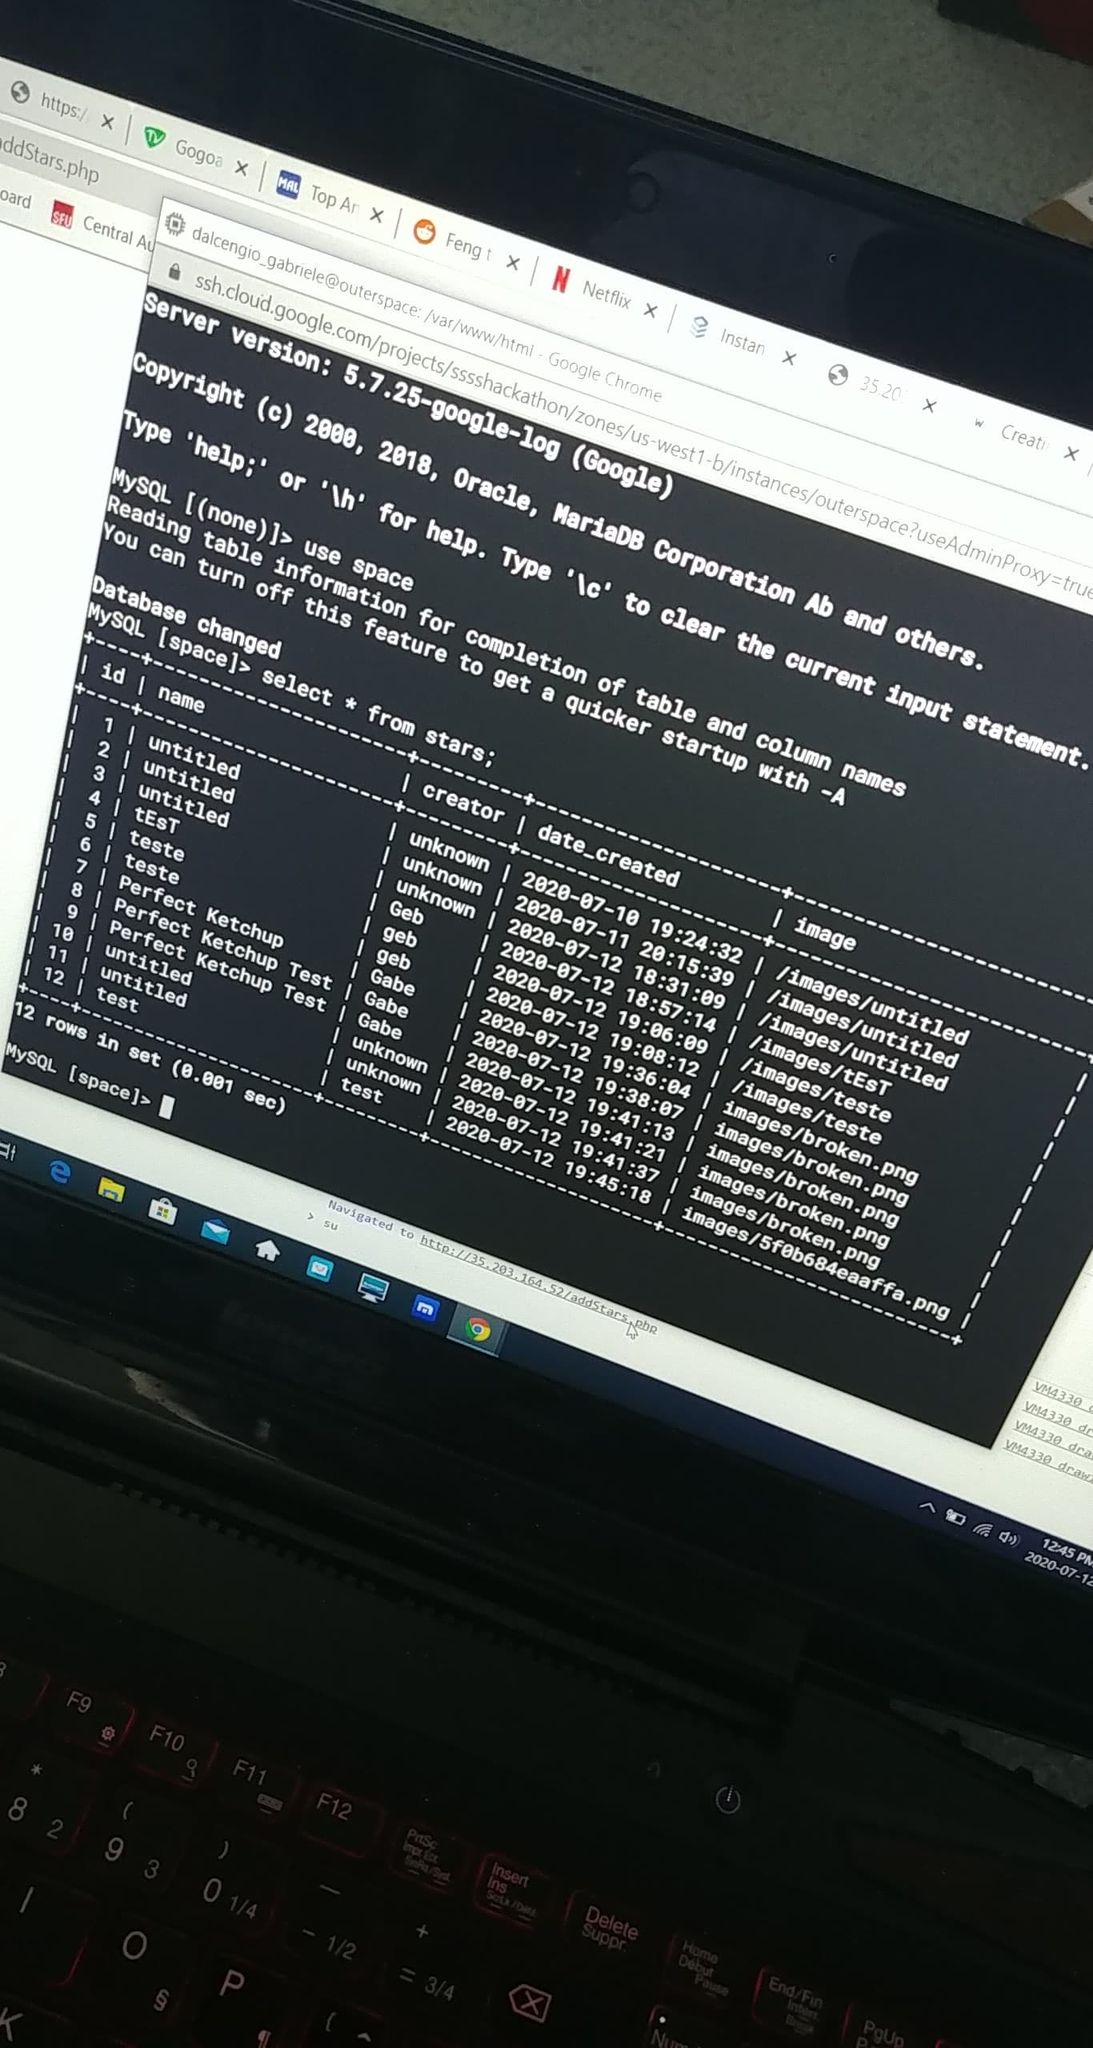 https:/
Gogoa
MAL Top An
Feng t
Netflix
Instan
35.20
W Creati
addStars.php
oard
SFU Central Au
dalcengio_gabriele@outerspace: /var/www/html - Google Chrome
ssh.cloud.google.com/projects/sssshackathon/zones/us-west1-b/instances/outerspace?useAdminProxy=true
Server version: 5.7.25-google-log (Google)
Copyright (c) 2000, 2018, Oracle, MariaDB Corporation Ab and others.
Type 'help;' or '\h' for help. Type '\c' to clear the current input statement.
MySQL [(none)]> use space
Reading table information for completion of table and column names
You can turn off this feature to get a quicker startup with -A
Database changed
MySQL [space]> select * from stars;
| id | name | creator | date_created | image
| 1 | untitled | unknown | 2020-07-10 19:24:32 | /images/untitled |
| 2 | untitled | unknown | 2020-07-11 20:15:39 | /images/untitled |
| 3 | untitled | unknown | 2020-07-12 18:31:09 | /images/untitled |
| 4 | tEsT | Geb | 2020-07-12 18:57:14 | /images/tEsT |
| 5 | teste | geb | 2020-07-12 19:06:09 | /images/teste |
| 6 | teste | geb | 2020-07-12 19:08:12 | /images/teste |
| 7 | Perfect Ketchup | Gabe | 2020-07-12 19:36:04 | images/broken.png |
| 8 | Perfect Ketchup Test | Gabe | 2020-07-12 19:38:07 | images/broken.png |
| 9 | Perfect Ketchup Test | Gabe | 2020-07-12 19:41:13 | images/broken.png |
| 10 | untitled | unknown | 2020-07-12 19:41:21 | images/broken.png |
| 11 | untitled | unknown | 2020-07-12 19:41:37 | images/broken.png |
| 12 | test | test | 2020-07-12 19:45:18 | images/5f0b684eaaffa.png |
12 rows in set (0.001 sec)
MySQL [space]>
Navigated to http://35.203.164.52/addStars.php
> su
VM4330 d
VM4330 dr
VM4330 dra
VM4330 draw
12:45 PM
2020-07-12
F9
F10
F11
F12
PrtSc
Insert
Ins
Delete
Suppr.
Home
Début
Pause
End/Fin
PgUp
* 8 2
( 9 3
) 0 1/4
- 1/2
+ = 3/4
I
O §
P ¶
K